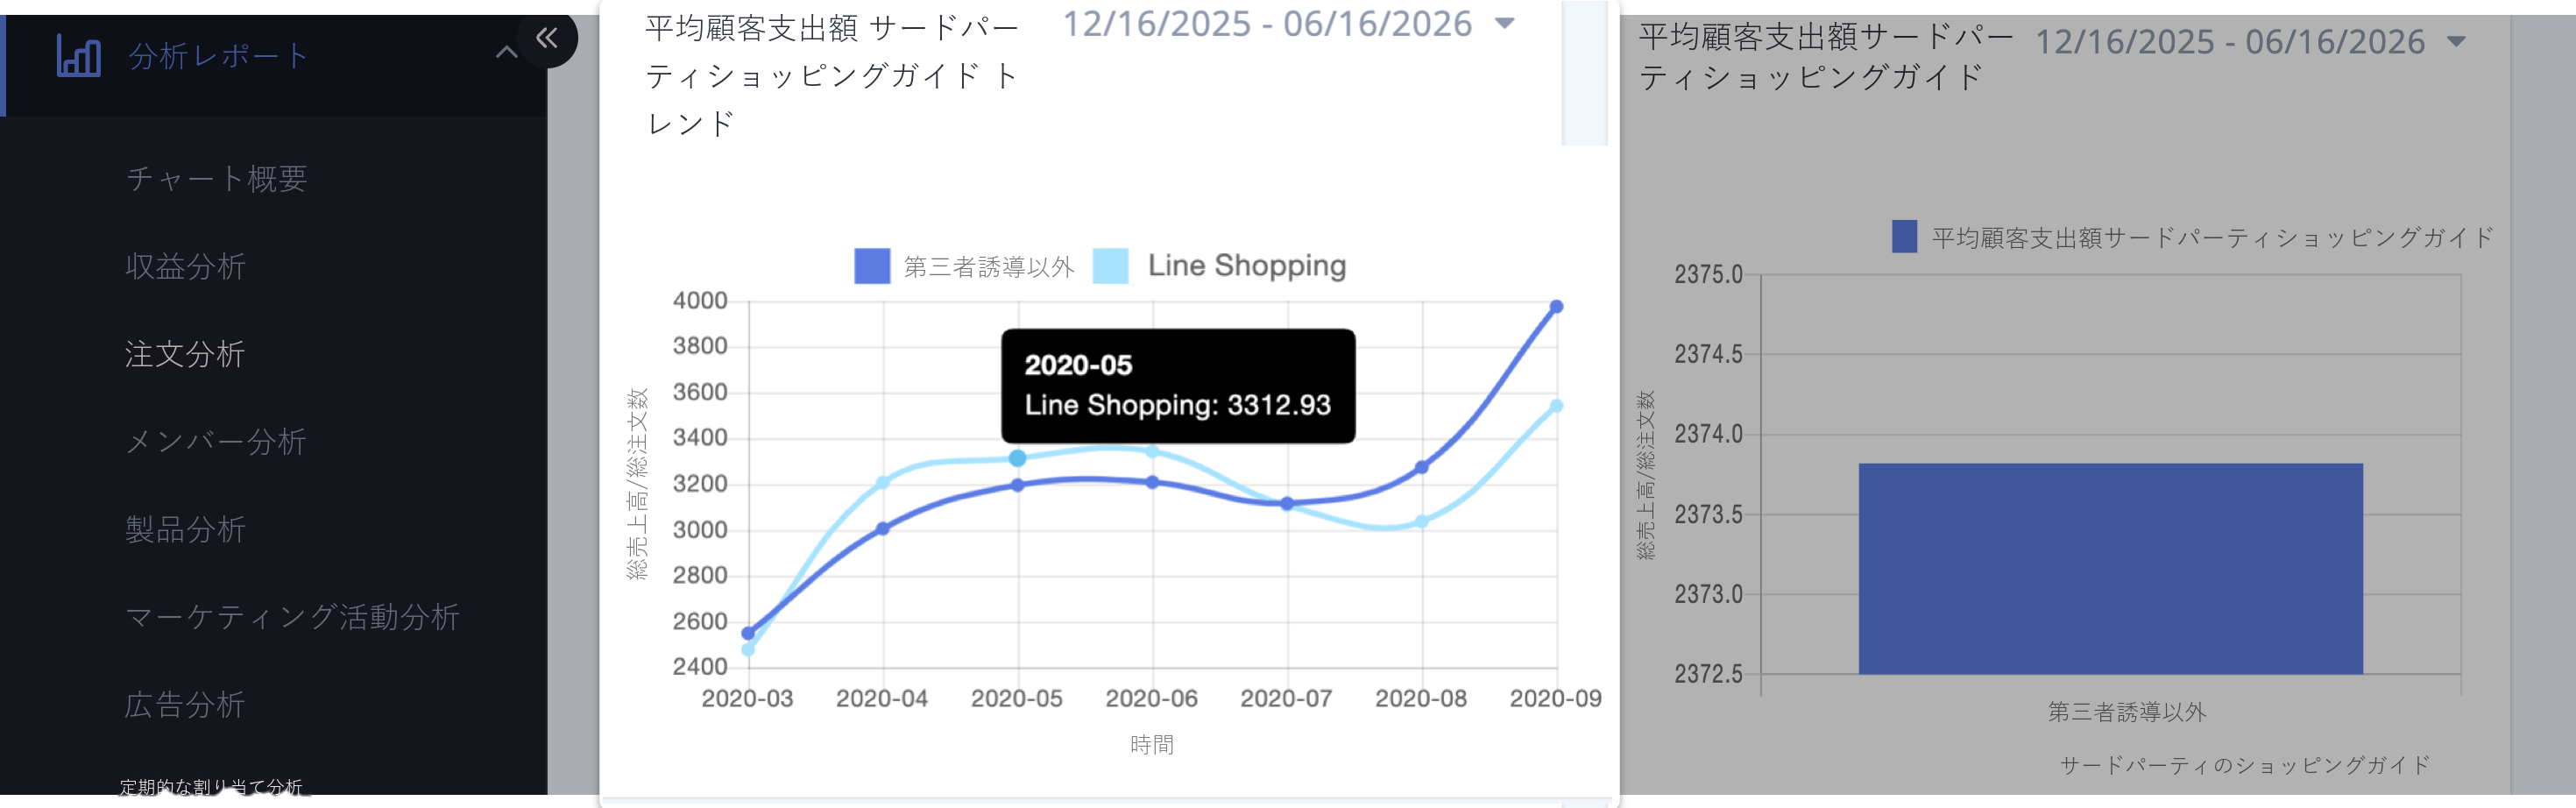 分析レポート
チャート概要
収益分析
注文分析
メンバー分析
製品分析
マーケティング活動分析
広告分析
定期的な割り当て分析
平均顧客支出額 サードパー
ティショッピングガイド ト
レンド
12/16/2025 - 06/16/2026
第三者誘導以外
Line Shopping
総売上高/総注文数
4000
3800
3600
3400
3200
3000
2800
2600
2400
2020-05
Line Shopping: 3312.93
2020-03
2020-04
2020-05
2020-06
2020-07
2020-08
2020-09
時間
平均顧客支出額サードパー
ティショッピングガイド
12/16/2025 - 06/16/2026
平均顧客支出額サードパーティショッピングガイド
総売上高/総注文数
2375.0
2374.5
2374.0
2373.5
2373.0
2372.5
第三者誘導以外
サードパーティのショッピングガイド